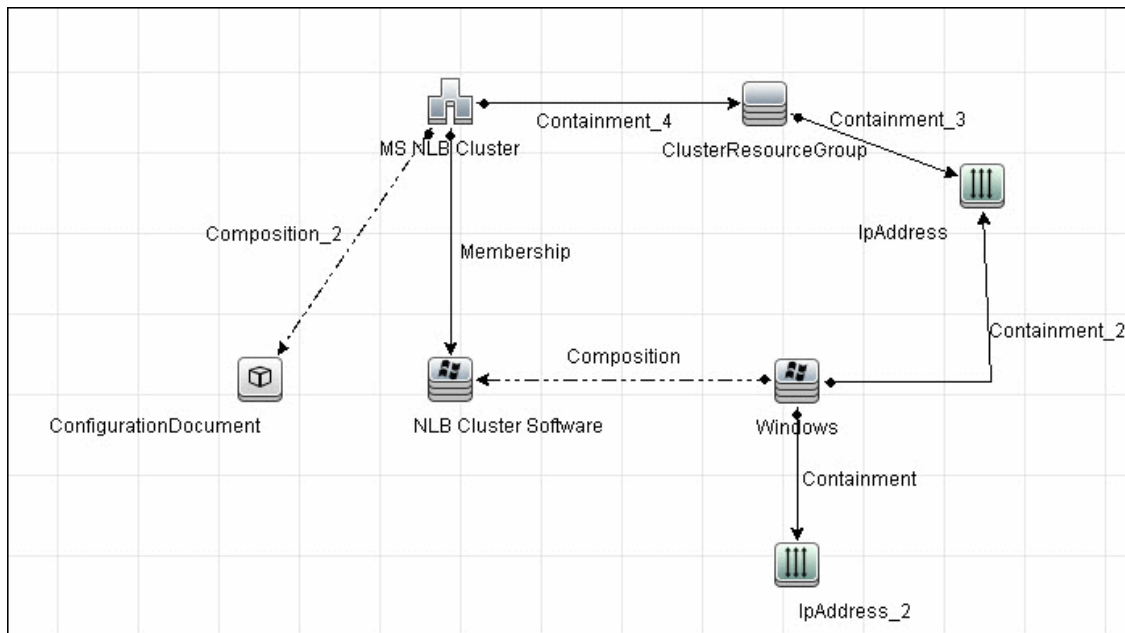 Containment_4
Containment_3
MS NLB Cluster
ClusterResourceGroup
IpAddress
Composition_2
Membership
Containment_2
Composition
ConfigurationDocument
NLB Cluster Software
Windows
Containment
IpAddress_2